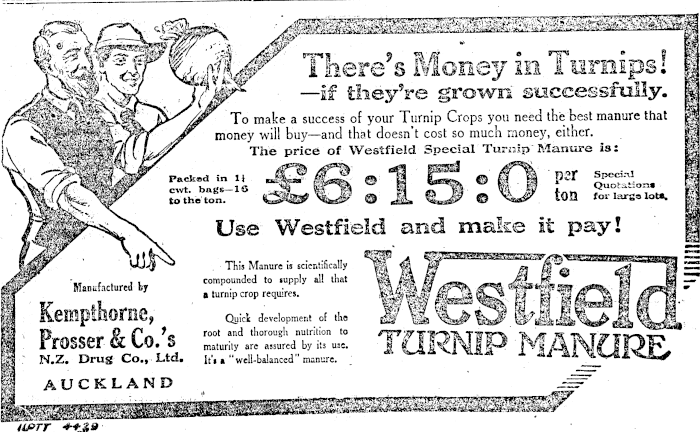 There's Money in Turnips!
—if they're grown successfully.
To make a success of your Turnip Crops you need the best manure that
money will buy—and that doesn't cost so much money, either.
The price of Westfield Special Turnip Manure is:
Packed in 1¼
cwt. bags—16
to the ton.
£6:15:0
per
ton
Special
Quotations
for large lots.
Use Westfield and make it pay!
Manufactured by
Kempthorne,
Prosser & Co.'s
N.Z. Drug Co., Ltd.
AUCKLAND
This Manure is scientifically
compounded to supply all that
a turnip crop requires.
Quick development of the
root and thorough nutrition to
maturity are assured by its use.
It's a "well-balanced" manure.
Westfield
TURNIP MANURE